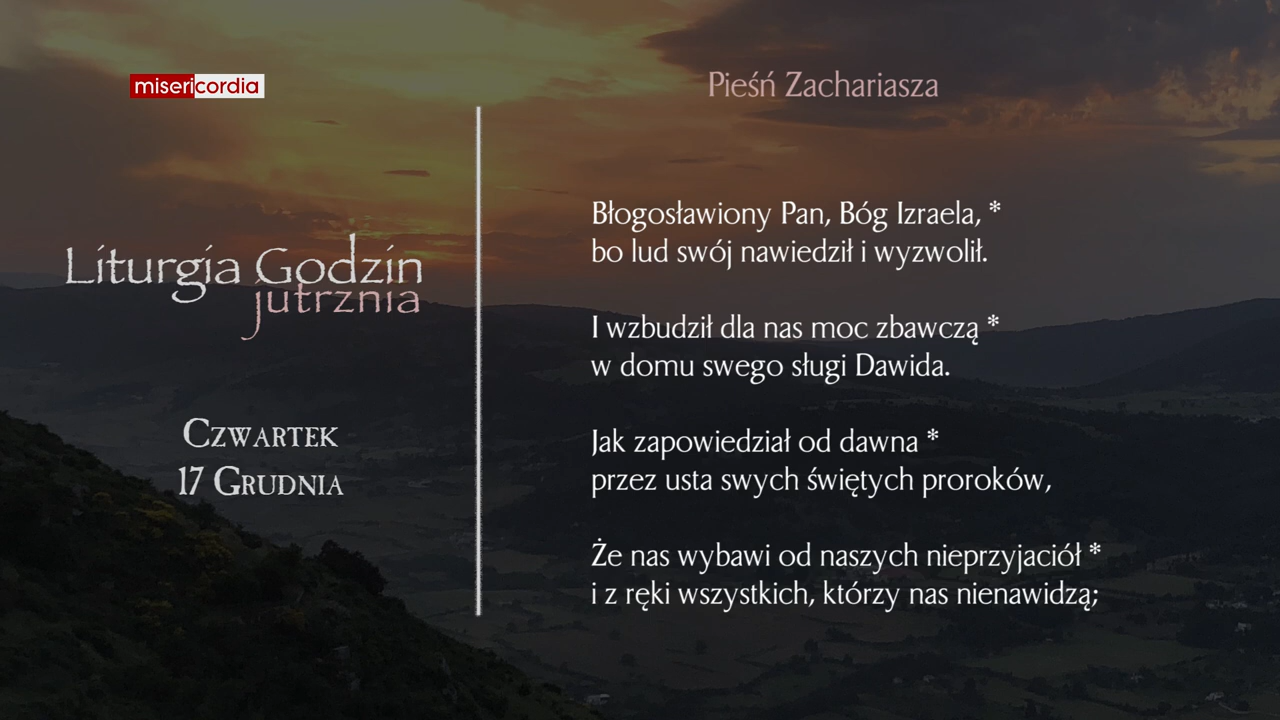 misericordia
Liturgia Godzin
jutrznia
Czwartek
17 Grudnia
Pieśń Zachariasza
Błogosławiony Pan, Bóg Izraela, *
bo lud swój nawiedził i wyzwolił.
I wzbudził dla nas moc zbawczą *
w domu swego sługi Dawida.
Jak zapowiedział od dawna *
przez usta swych świętych proroków,
Że nas wybawi od naszych nieprzyjaciół *
i z ręki wszystkich, którzy nas nienawidzą;